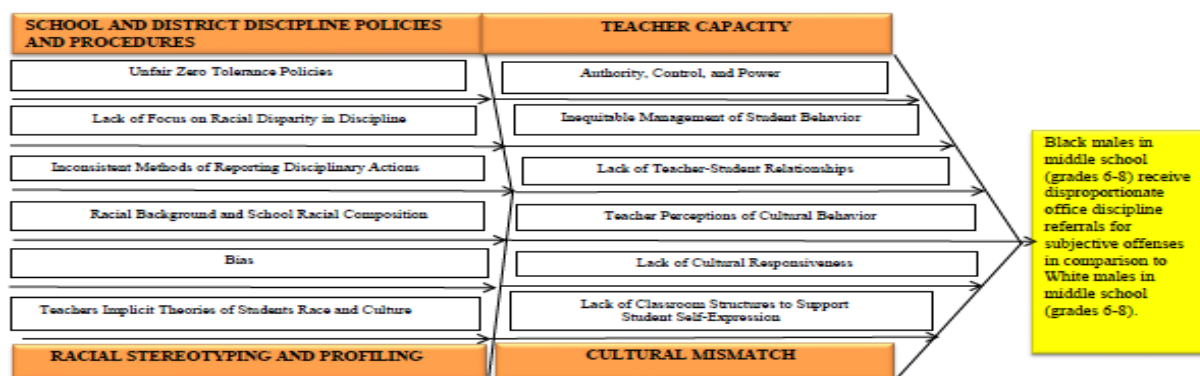 SCHOOL AND DISTRICT DISCIPLINE POLICIES
AND PROCEDURES
TEACHER CAPACITY
Unfair Zero Tolerance Policies
Authority, Control, and Power
Lack of Focus on Racial Disparity in Discipline
Inequitable Management of Student Behavior
Inconsistent Methods of Reporting Disciplinary Actions
Lack of Teacher-Student Relationships
Racial Background and School Racial Composition
Teacher Perceptions of Cultural Behavior
Bias
Lack of Cultural Responsiveness
Teachers Implicit Theories of Students Race and Culture
Lack of Classroom Structures to Support
Student Self-Expression
RACIAL STEREOTYPING AND PROFILING
CULTURAL MISMATCH
Black males in
middle school
(grades 6-8) receive
disproportionate
office discipline
referrals for
subjective offenses
in comparison to
White males in
middle school
(grades 6-8).